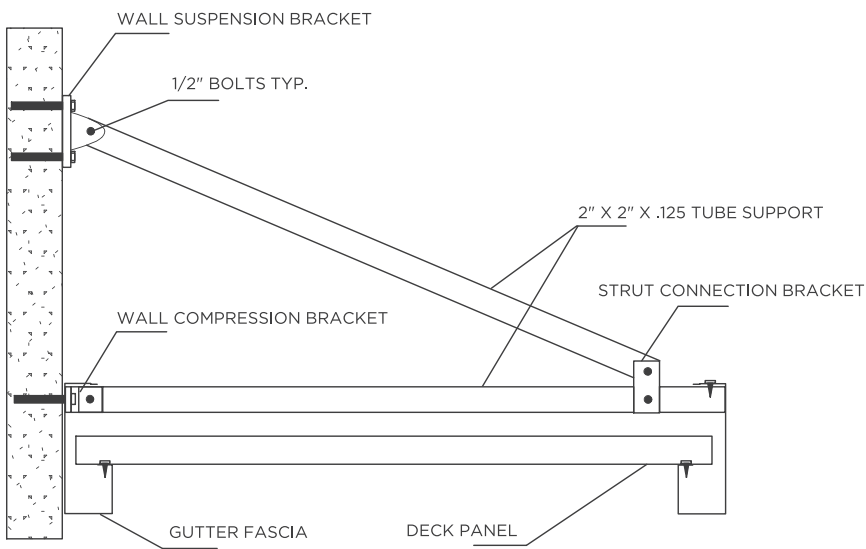 WALL SUSPENSION BRACKET
1/2" BOLTS TYP.
2" X 2" X .125 TUBE SUPPORT
STRUT CONNECTION BRACKET
WALL COMPRESSION BRACKET
GUTTER FASCIA
DECK PANEL